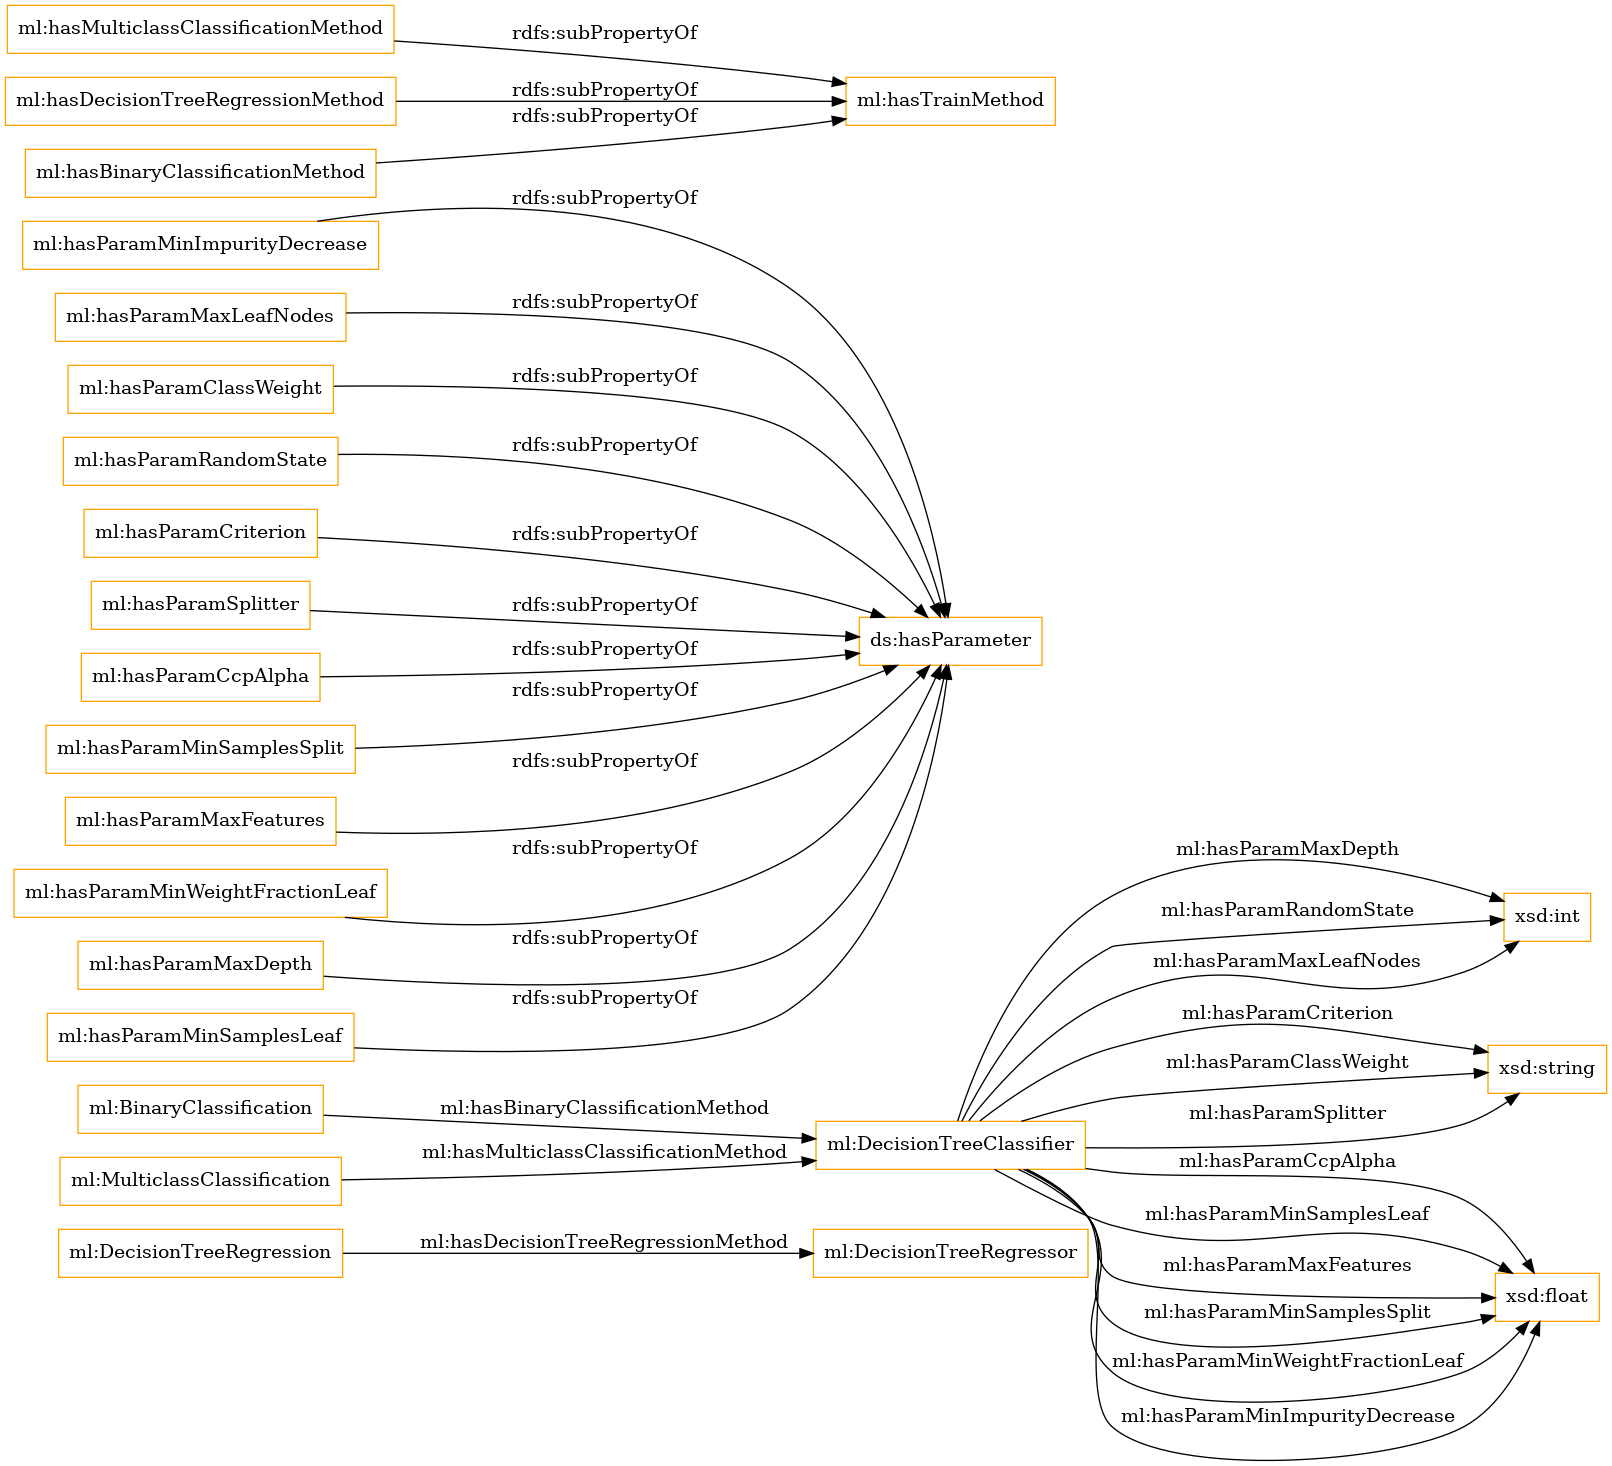 ml:hasMulticlassClassificationMethod
rdfs:subPropertyOf
ml:hasDecisionTreeRegressionMethod
rdfs:subPropertyOf
ml:hasTrainMethod
rdfs:subPropertyOf
ml:hasBinaryClassificationMethod
rdfs:subPropertyOf
ml:hasParamMinImpurityDecrease
rdfs:subPropertyOf
ml:hasParamMaxLeafNodes
rdfs:subPropertyOf
ml:hasParamClassWeight
rdfs:subPropertyOf
ml:hasParamRandomState
rdfs:subPropertyOf
ml:hasParamCriterion
rdfs:subPropertyOf
ml:hasParamSplitter
rdfs:subPropertyOf
ds:hasParameter
rdfs:subPropertyOf
ml:hasParamCcpAlpha
rdfs:subPropertyOf
ml:hasParamMinSamplesSplit
rdfs:subPropertyOf
ml:hasParamMaxFeatures
rdfs:subPropertyOf
ml:hasParamMinWeightFractionLeaf
rdfs:subPropertyOf
ml:hasParamMaxDepth
rdfs:subPropertyOf
ml:hasParamMinSamplesLeaf
ml:hasParamMaxDepth
ml:hasParamRandomState
xsd:int
ml:hasParamMaxLeafNodes
ml:hasParamCriterion
ml:hasParamClassWeight
xsd:string
ml:hasParamSplitter
ml:BinaryClassification
ml:hasBinaryClassificationMethod
ml:DecisionTreeClassifier
ml:hasMulticlassClassificationMethod
ml:MulticlassClassification
ml:hasParamCcpAlpha
ml:hasParamMinSamplesLeaf
ml:DecisionTreeRegression
ml:hasDecisionTreeRegressionMethod
ml:DecisionTreeRegressor
ml:hasParamMaxFeatures
xsd:float
ml:hasParamMinSamplesSplit
ml:hasParamMinWeightFractionLeaf
ml:hasParamMinImpurityDecrease